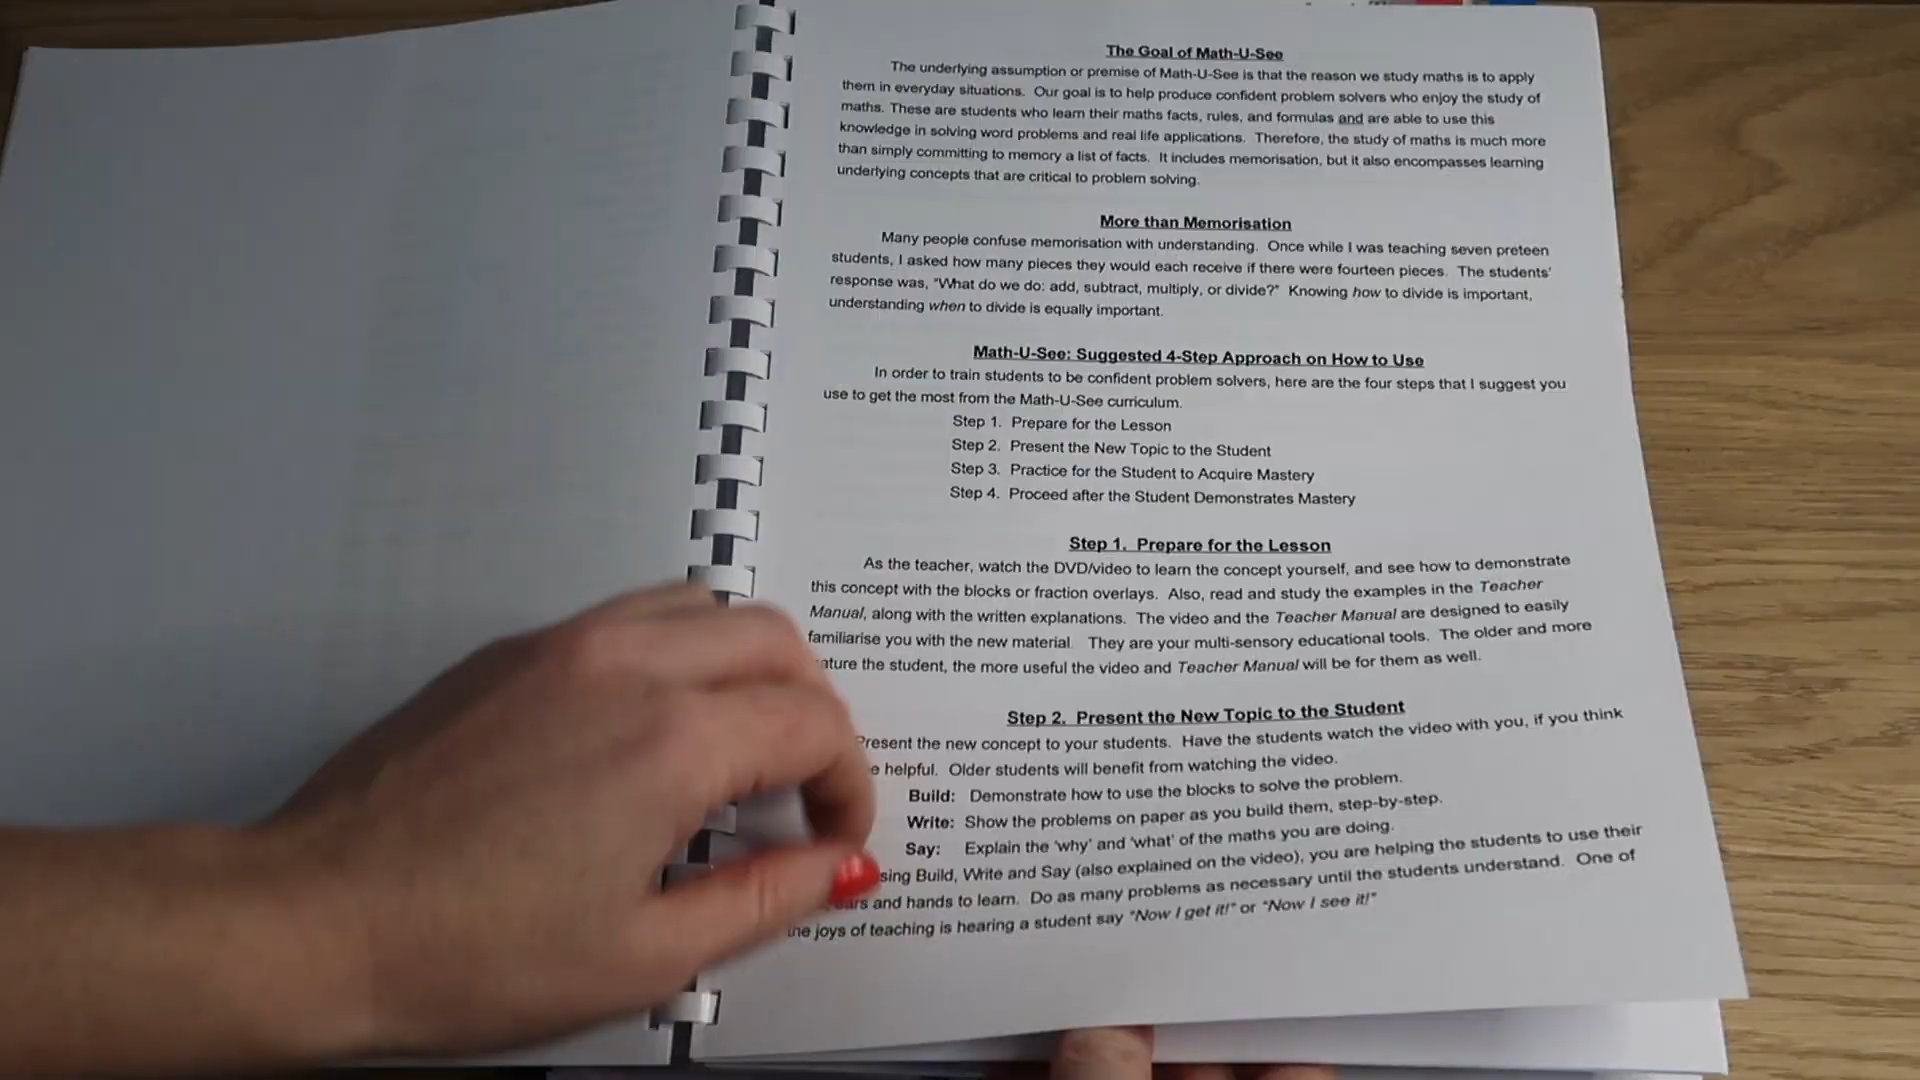 The Goal of Math-U-See
The underlying assumption or premise of Math-U-See is that the reason we study maths is to apply
them in everyday situations. Our goal is to help produce confident problem solvers who enjoy the study of
maths. These are students who learn their maths facts, rules, and formulas and are able to use this
knowledge in solving word problems and real life applications. Therefore, the study of maths is much more
than simply committing to memory a list of facts. It includes memorisation, but it also encompasses learning
underlying concepts that are critical to problem solving.
More than Memorisation
Many people confuse memorisation with understanding. Once while I was teaching seven preteen
students, I asked how many pieces they would each receive if there were fourteen pieces. The students'
response was, "What do we do: add, subtract, multiply, or divide?" Knowing how to divide is important,
understanding when to divide is equally important.
Math-U-See: Suggested 4-Step Approach on How to Use
In order to train students to be confident problem solvers, here are the four steps that I suggest you
use to get the most from the Math-U-See curriculum.
Step 1. Prepare for the Lesson
Step 2. Present the New Topic to the Student
Step 3. Practice for the Student to Acquire Mastery
Step 4. Proceed after the Student Demonstrates Mastery
Step 1. Prepare for the Lesson
As the teacher, watch the DVD/video to learn the concept yourself, and see how to demonstrate
this concept with the blocks or fraction overlays. Also, read and study the examples in the Teacher
Manual, along with the written explanations. The video and the Teacher Manual are designed to easily
familiarise you with the new material. They are your multi-sensory educational tools. The older and more
ature the student, the more useful the video and Teacher Manual will be for them as well.
Step 2. Present the New Topic to the Student
Present the new concept to your students. Have the students watch the video with you, if you think
e helpful. Older students will benefit from watching the video.
Build: Demonstrate how to use the blocks to solve the problem.
Write: Show the problems on paper as you build them, step-by-step.
Say: Explain the 'why' and 'what' of the maths you are doing.
sing Build, Write and Say (also explained on the video), you are helping the students to use their
ears and hands to learn. Do as many problems as necessary until the students understand. One of
the joys of teaching is hearing a student say "Now I get it!" or "Now I see it!"